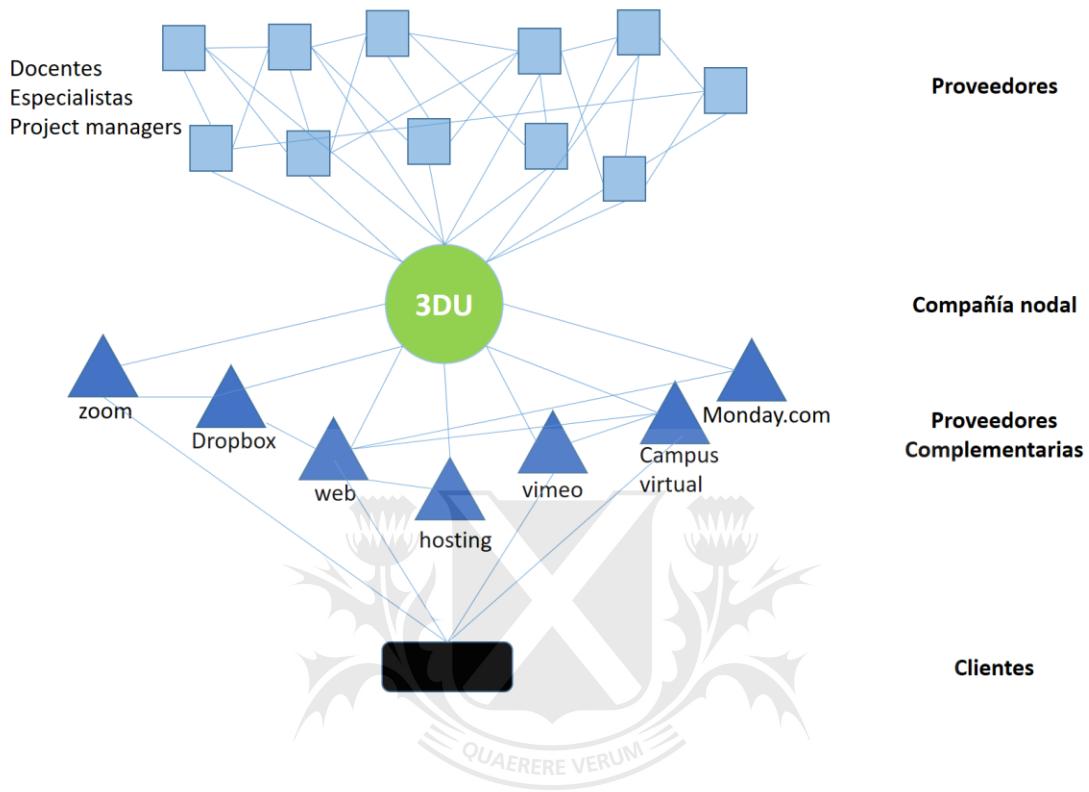 Docentes
Especialistas
Project managers
Proveedores
3DU
Compañía nodal
zoom
Dropbox
web
hosting
vimeo
Campus
virtual
Monday.com
Proveedores
Complementarias
Clientes
QUAERERE VERUM